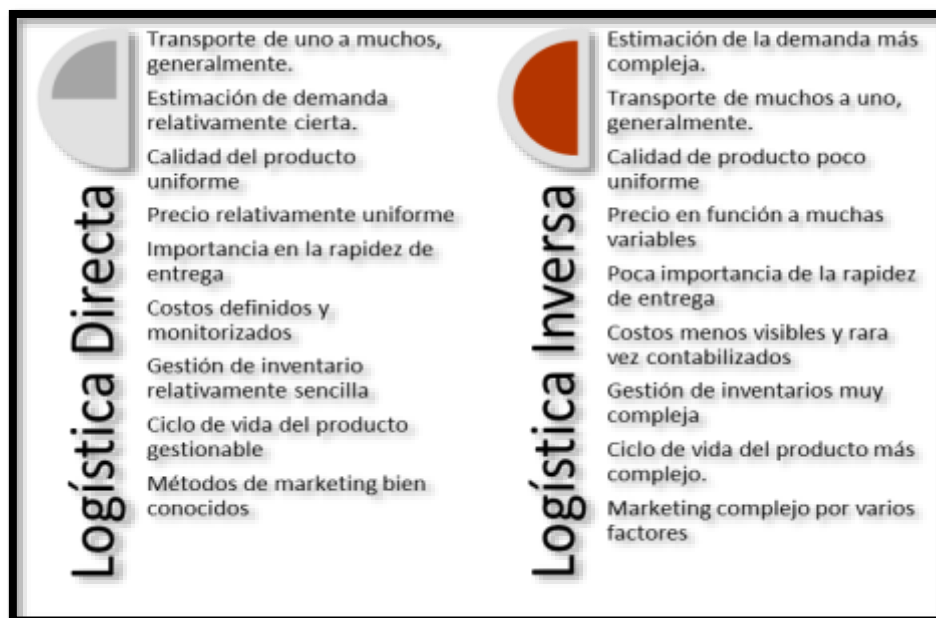 Logística Directa
Transporte de uno a muchos,
generalmente.
Estimación de demanda
relativamente cierta.
Calidad del producto
uniforme
Precio relativamente uniforme
Importancia en la rapidez de
entrega
Costos definidos y
monitorizados
Gestión de inventario
relativamente sencilla
Ciclo de vida del producto
gestionable
Métodos de marketing bien
conocidos
Logística Inversa
Estimación de la demanda más
compleja.
Transporte de muchos a uno,
generalmente.
Calidad de producto poco
uniforme
Precio en función a muchas
variables
Poca importancia de la rapidez
de entrega
Costos menos visibles y rara
vez contabilizados
Gestión de inventarios muy
compleja
Ciclo de vida del producto más
complejo.
Marketing complejo por varios
factores